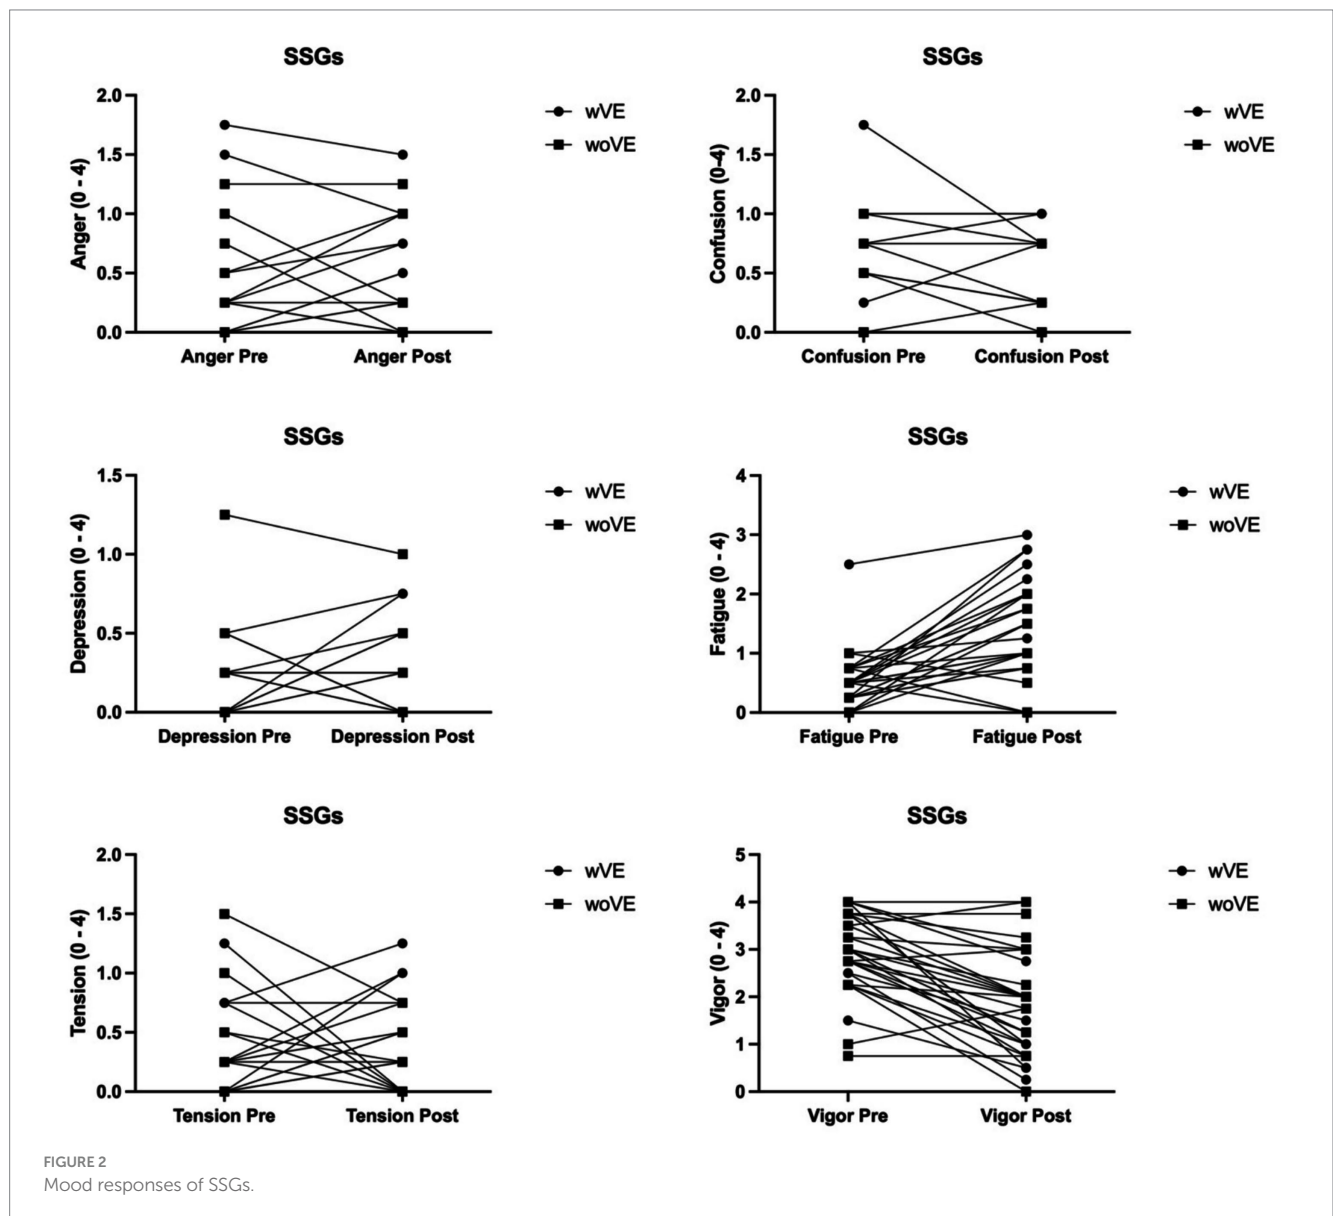 SSGs
2.0
1.5
1.0
0.5
0.0
Anger (0 - 4)
Anger Pre
Anger Post
wVE
woVE
SSGs
2.0
1.5
1.0
0.5
0.0
Confusion (0-4)
Confusion Pre
Confusion Post
wVE
woVE
SSGs
1.5
1.0
0.5
0.0
Depression (0 - 4)
Depression Pre
Depression Post
wVE
woVE
SSGs
4
3
2
1
0
Fatigue (0 - 4)
Fatigue Pre
Fatigue Post
wVE
woVE
SSGs
2.0
1.5
1.0
0.5
0.0
Tension (0 - 4)
Tension Pre
Tension Post
wVE
woVE
SSGs
5
4
3
2
1
0
Vigor (0 - 4)
Vigor Pre
Vigor Post
wVE
woVE
FIGURE 2
Mood responses of SSGs.